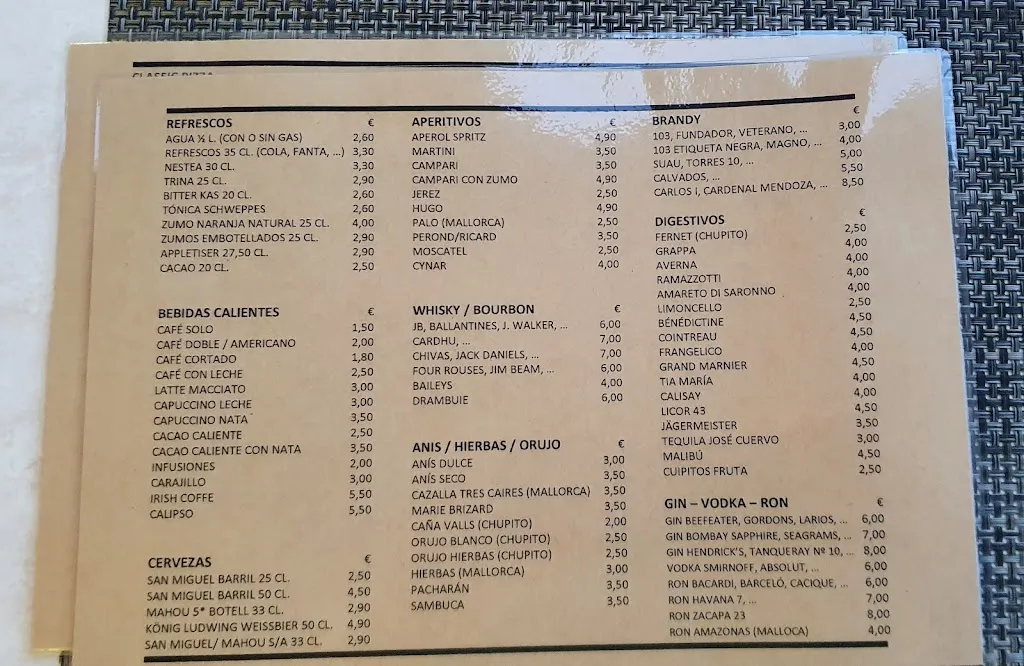 CLASSIC PIZZA
REFRESCOS €
AGUA ½ L. (CON O SIN GAS) 2,60
REFRESCOS 35 CL. (COLA, FANTA, ...) 3,30
NESTEA 30 CL. 3,30
TRINA 25 CL. 2,90
BITTER KAS 20 CL. 2,60
TÓNICA SCHWEPPES 2,60
ZUMO NARANJA NATURAL 25 CL. 4,00
ZUMOS EMBOTELLADOS 25 CL. 2,90
APPLETISER 27,50 CL. 2,90
CACAO 20 CL. 2,50
BEBIDAS CALIENTES €
CAFÉ SOLO 1,50
CAFÉ DOBLE / AMERICANO 2,00
CAFÉ CORTADO 1,80
CAFÉ CON LECHE 2,50
LATTE MACCIATO 3,00
CAPUCCINO LECHE 3,00
CAPUCCINO NATA 3,50
CACAO CALIENTE 2,50
CACAO CALIENTE CON NATA 3,50
INFUSIONES 2,00
CARAJILLO 3,00
IRISH COFFE 5,50
CALIPSO 5,50
CERVEZAS €
SAN MIGUEL BARRIL 25 CL. 2,50
SAN MIGUEL BARRIL 50 CL. 4,50
MAHOU 5* BOTELL 33 CL. 2,90
KÖNIG LUDWING WEISSBIER 50 CL. 4,90
SAN MIGUEL/ MAHOU S/A 33 CL. 2,90
APERITIVOS €
APEROL SPRITZ 4,90
MARTINI 3,50
CAMPARI 3,50
CAMPARI CON ZUMO 4,90
JEREZ 2,50
HUGO 4,90
PALO (MALLORCA) 2,50
PEROND/RICARD 3,50
MOSCATEL 2,50
CYNAR 4,00
WHISKY / BOURBON €
JB, BALLANTINES, J. WALKER, ... 6,00
CARDHU, ... 7,00
CHIVAS, JACK DANIELS, ... 7,00
FOUR ROUSES, JIM BEAM, ... 6,00
BAILEYS 4,00
DRAMBUIE 6,00
ANIS / HIERBAS / ORUJO €
ANÍS DULCE 3,00
ANÍS SECO 3,50
CAZALLA TRES CAIRES (MALLORCA) 3,50
MARIE BRIZARD 3,50
CAÑA VALLS (CHUPITO) 2,00
ORUJO BLANCO (CHUPITO) 2,50
ORUJO HIERBAS (CHUPITO) 2,50
HIERBAS (MALLORCA) 3,00
PACHARÁN 3,50
SAMBUCA 3,50
BRANDY €
103, FUNDADOR, VETERANO, ... 3,00
103 ETIQUETA NEGRA, MAGNO, ... 4,00
SUAU, TORRES 10, ... 5,00
CALVADOS, ... 5,50
CARLOS I, CARDENAL MENDOZA, ... 8,50
DIGESTIVOS €
FERNET (CHUPITO) 2,50
GRAPPA 4,00
AVERNA 4,00
RAMAZZOTTI 4,00
AMARETO DI SARONNO 4,00
LIMONCELLO 2,50
BÉNÉDICTINE 4,50
COINTREAU 4,50
FRANGELICO 4,00
GRAND MARNIER 4,50
TIA MARÍA 4,00
CALISAY 4,00
LICOR 43 4,50
JÄGERMEISTER 3,50
TEQUILA JOSÉ CUERVO 3,00
MALIBÚ 4,50
CUIPITOS FRUTA 2,50
GIN – VODKA – RON €
GIN BEEFEATER, GORDONS, LARIOS, ... 6,00
GIN BOMBAY SAPPHIRE, SEAGRAMS, ... 7,00
GIN HENDRICK'S, TANQUERAY Nº 10, ... 8,00
VODKA SMIRNOFF, ABSOLUT, ... 6,00
RON BACARDI, BARCELÓ, CACIQUE, ... 6,00
RON HAVANA 7, ... 7,00
RON ZACAPA 23 8,00
RON AMAZONAS (MALLOCA) 4,00